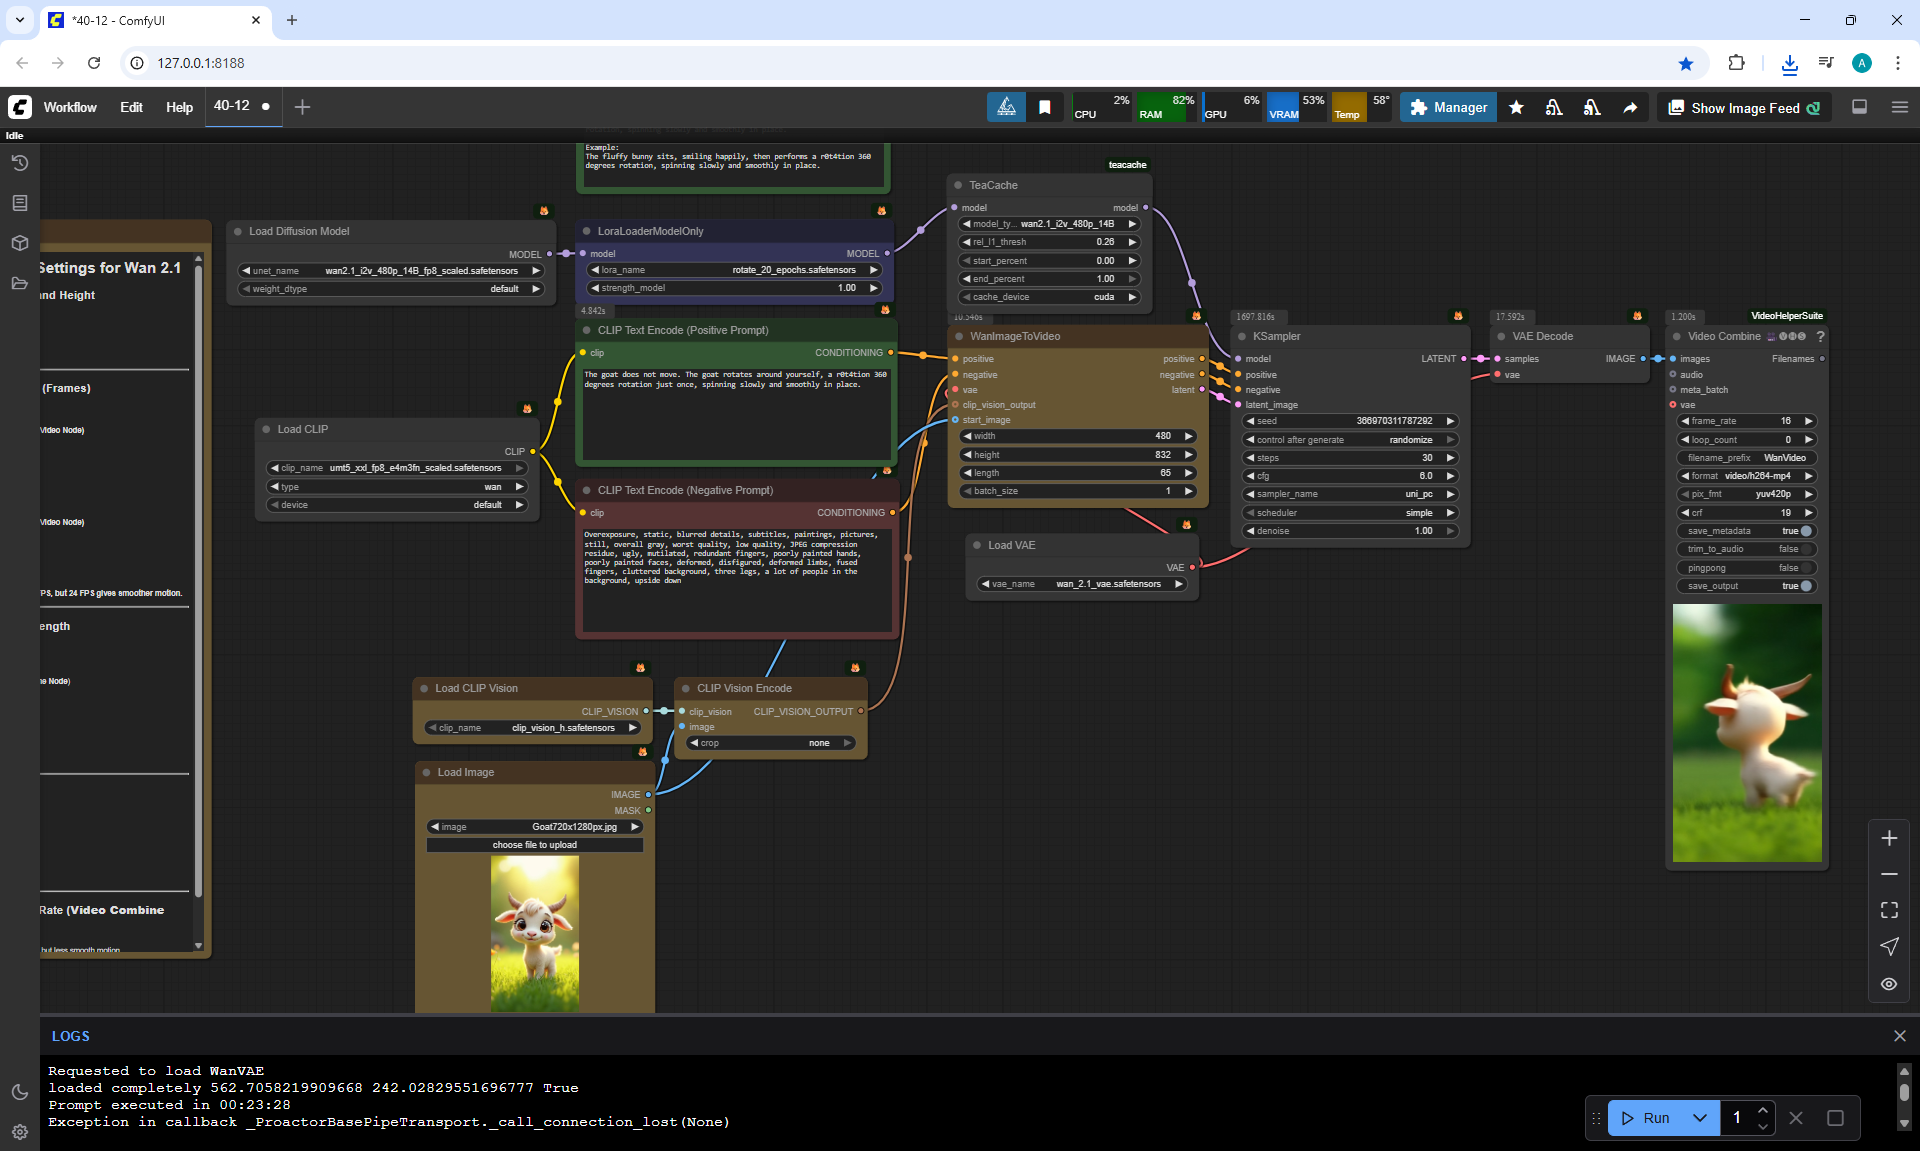 *40-12 - ComfyUI
127.0.0.1:8188
Workflow Edit Help 40-12
CPU 2%
RAM 82%
GPU 6%
VRAM 53%
Temp 58°
Manager
Show Image Feed
Idle
Settings for Wan 2.1
and Height
(Frames)
Video Node)
Video Node)
PS, but 24 FPS gives smoother motion.
ength
e Node)
Rate (Video Combine
but less smooth motion
Example:
The fluffy bunny sits, smiling happily, then performs a r0t4tion 360
degrees rotation, spinning slowly and smoothly in place.
Load Diffusion Model
MODEL
unet_name wan2.1_i2v_480p_14B_fp8_scaled.safetensors
weight_dtype default
LoraLoaderModelOnly
model MODEL
lora_name rotate_20_epochs.safetensors
strength_model 1.00
teacache
TeaCache
model model
model_ty... wan2.1_i2v_480p_14B
rel_l1_thresh 0.26
start_percent 0.00
end_percent 1.00
cache_device cuda
4.842s
CLIP Text Encode (Positive Prompt)
clip CONDITIONING
The goat does not move. The goat rotates around yourself, a r0t4tion 360
degrees rotation just once, spinning slowly and smoothly in place.
Load CLIP
CLIP
clip_name umt5_xxl_fp8_e4m3fn_scaled.safetensors
type wan
device default
CLIP Text Encode (Negative Prompt)
clip CONDITIONING
Overexposure, static, blurred details, subtitles, paintings, pictures,
still, overall gray, worst quality, low quality, JPEG compression
residue, ugly, mutilated, redundant fingers, poorly painted hands,
poorly painted faces, deformed, disfigured, deformed limbs, fused
fingers, cluttered background, three legs, a lot of people in the
background, upside down
10.546s
WanImageToVideo
positive positive
negative negative
vae latent
clip_vision_output
start_image
width 480
height 832
length 65
batch_size 1
Load VAE
VAE
vae_name wan_2.1_vae.safetensors
1697.816s
KSampler
model LATENT
positive
negative
latent_image
seed 366970311787292
control after generate randomize
steps 30
cfg 6.0
sampler_name uni_pc
scheduler simple
denoise 1.00
17.592s
VAE Decode
samples IMAGE
vae
1.200s
VideoHelperSuite
Video Combine VHS ?
images Filenames
audio
meta_batch
vae
frame_rate 16
loop_count 0
filename_prefix WanVideo
format video/h264-mp4
pix_fmt yuv420p
crf 19
save_metadata true
trim_to_audio false
pingpong false
save_output true
Load CLIP Vision
CLIP_VISION
clip_name clip_vision_h.safetensors
CLIP Vision Encode
clip_vision CLIP_VISION_OUTPUT
image
crop none
Load Image
IMAGE
MASK
image Goat720x1280px.jpg
choose file to upload
LOGS
Requested to load WanVAE
loaded completely 562.7058219909668 242.02829551696777 True
Prompt executed in 00:23:28
Exception in callback _ProactorBasePipeTransport._call_connection_lost(None)
Run 1
A